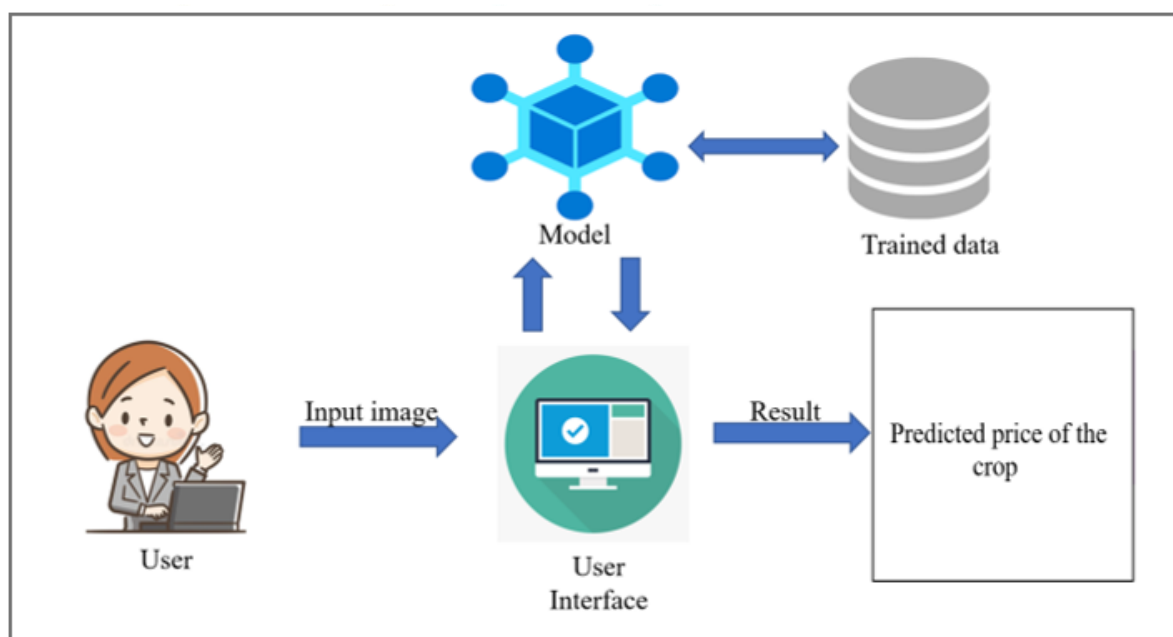 Model
Trained data
Input image
Result
Predicted price of the
crop
User
User
Interface